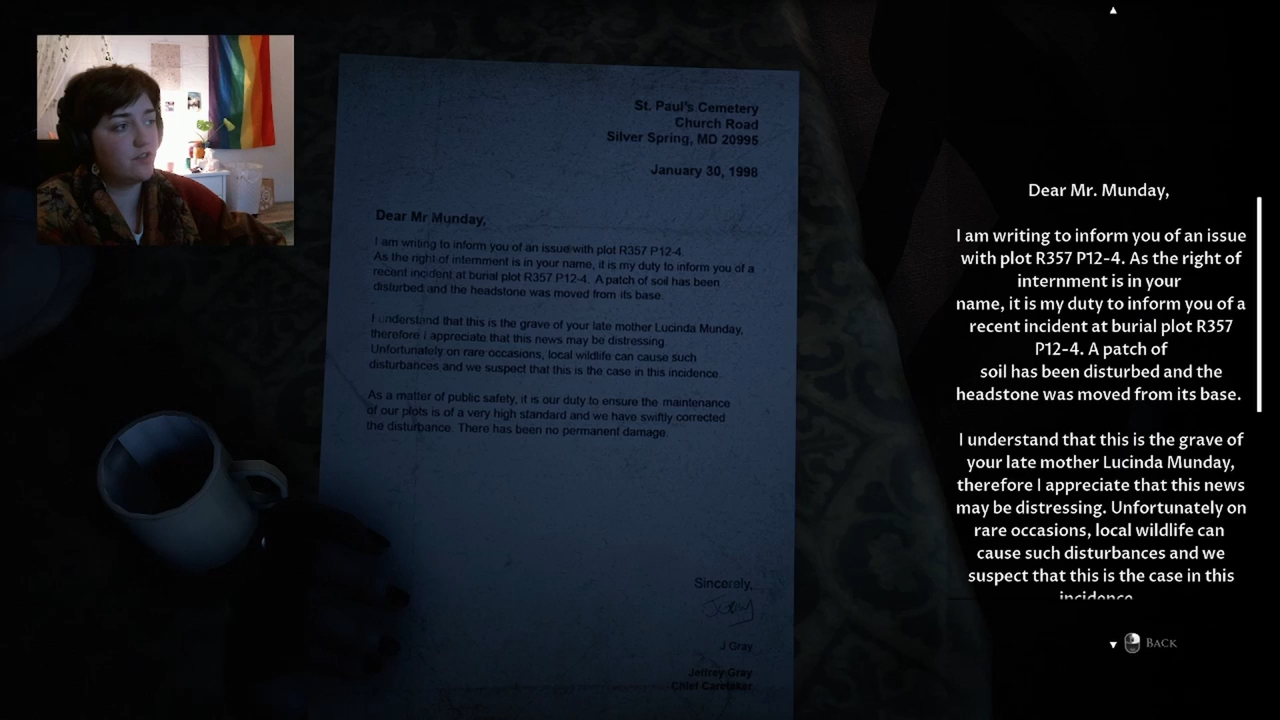 St. Paul's Cemetery
Church Road
Silver Spring, MD 20995
January 30, 1998
Dear Mr Munday,
I am writing to inform you of an issue with plot R357 P12-4.
As the right of internment is in your name, it is my duty to inform you of a
recent incident at burial plot R357 P12-4. A patch of soil has been
disturbed and the headstone was moved from its base.
I understand that this is the grave of your late mother Lucinda Munday,
therefore I appreciate that this news may be distressing.
Unfortunately on rare occasions, local wildlife can cause such
disturbances and we suspect that this is the case in this incidence.
As a matter of public safety, it is our duty to ensure the maintenance
of our plots is of a very high standard and we have swiftly corrected
the disturbance. There has been no permanent damage.
Sincerely,
J Gray
Jeffrey Gray
Chief Caretaker
Dear Mr. Munday,
I am writing to inform you of an issue
with plot R357 P12-4. As the right of
internment is in your
name, it is my duty to inform you of a
recent incident at burial plot R357
P12-4. A patch of
soil has been disturbed and the
headstone was moved from its base.
I understand that this is the grave of
your late mother Lucinda Munday,
therefore I appreciate that this news
may be distressing. Unfortunately on
rare occasions, local wildlife can
cause such disturbances and we
suspect that this is the case in this
incidence.
BACK